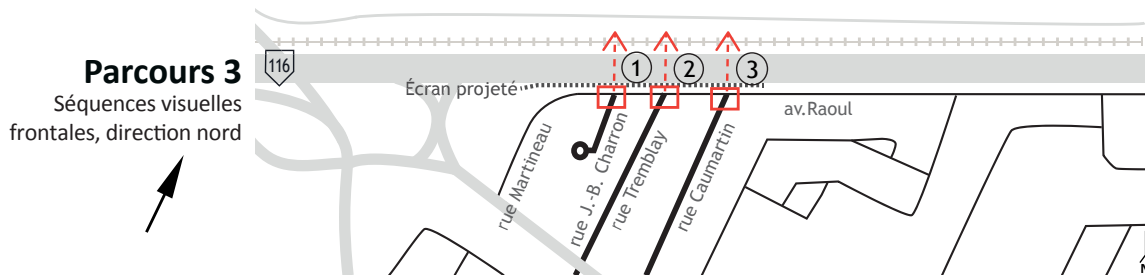 Parcours 3
Séquences visuelles
frontales, direction nord
116
Écran projeté
1
2
3
av.Raoul
rue Martineau
rue J.-B. Charron
rue Tremblay
rue Caumartin